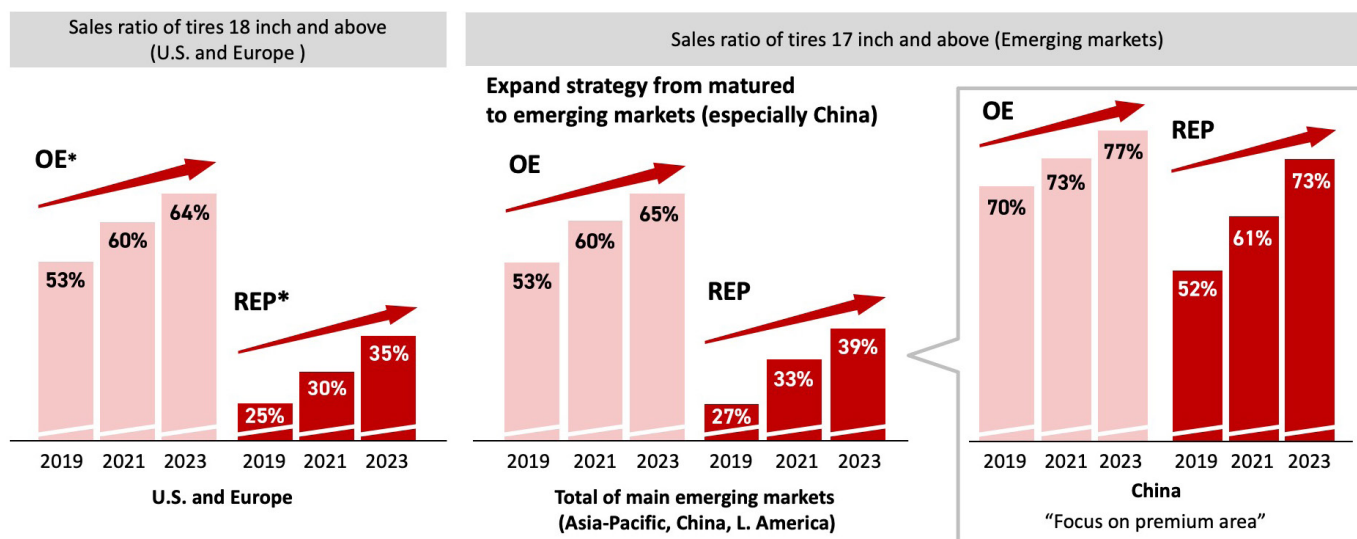 Sales ratio of tires 18 inch and above
(U.S. and Europe )
OE*
53%
60%
64%
REP*
25%
30%
35%
2019
2021
2023
2019
2021
2023
U.S. and Europe
Sales ratio of tires 17 inch and above (Emerging markets)
Expand strategy from matured
to emerging markets (especially China)
OE
53%
60%
65%
REP
27%
33%
39%
2019
2021
2023
2019
2021
2023
Total of main emerging markets
(Asia-Pacific, China, L. America)
OE
70%
73%
77%
REP
52%
61%
73%
2019
2021
2023
2019
2021
2023
China
“Focus on premium area”